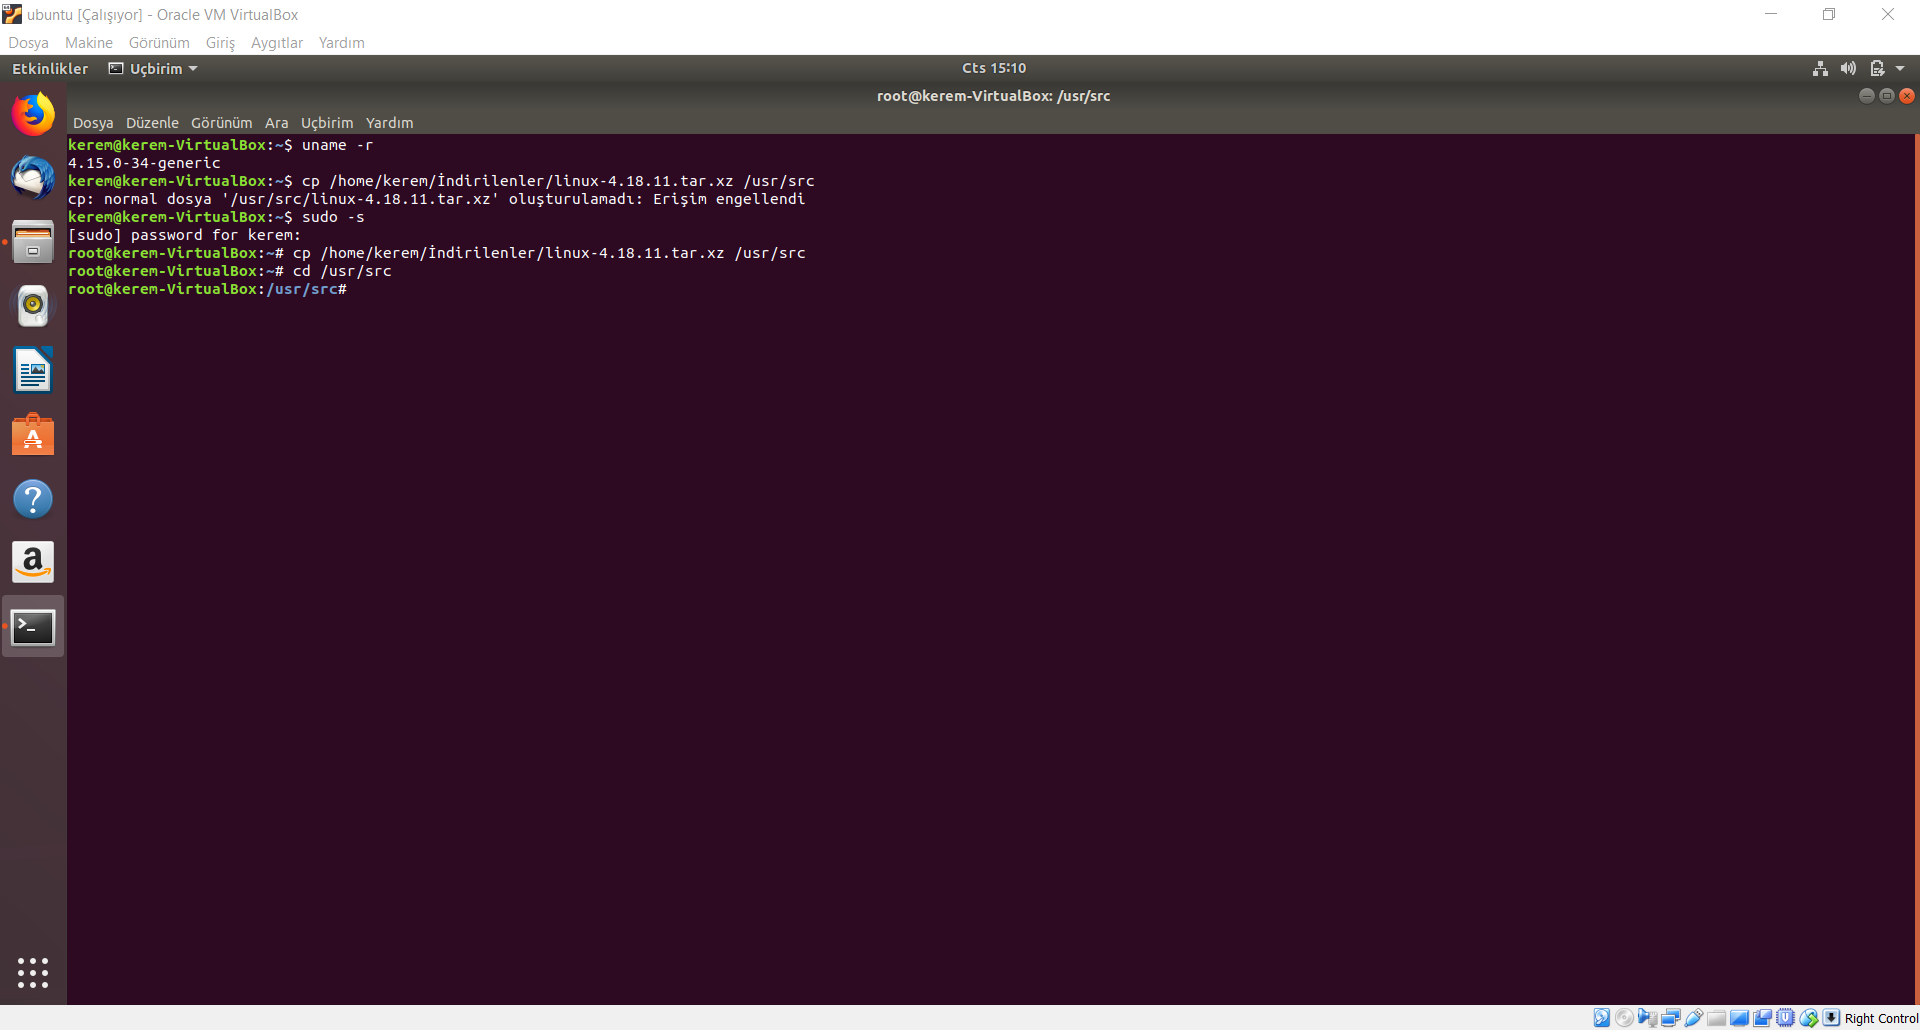 ubuntu [Çalışıyor] - Oracle VM VirtualBox
Dosya Makine Görünüm Giriş Aygıtlar Yardım
Etkinlikler Uçbirim Cts 15:10
root@kerem-VirtualBox: /usr/src
Dosya Düzenle Görünüm Ara Uçbirim Yardım
kerem@kerem-VirtualBox:~$ uname -r
4.15.0-34-generic
kerem@kerem-VirtualBox:~$ cp /home/kerem/İndirilenler/linux-4.18.11.tar.xz /usr/src
cp: normal dosya '/usr/src/linux-4.18.11.tar.xz' oluşturulamadı: Erişim engellendi
kerem@kerem-VirtualBox:~$ sudo -s
[sudo] password for kerem:
root@kerem-VirtualBox:~# cp /home/kerem/İndirilenler/linux-4.18.11.tar.xz /usr/src
root@kerem-VirtualBox:~# cd /usr/src
root@kerem-VirtualBox:/usr/src#
Right Control